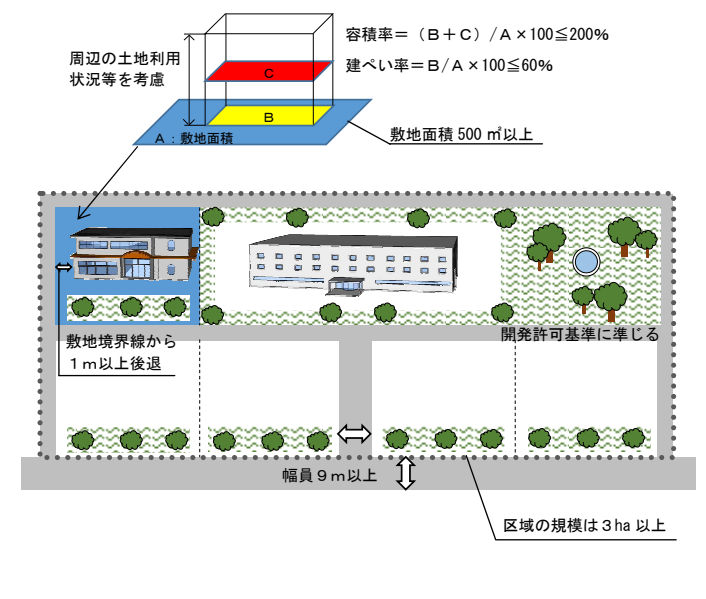 容積率＝（Ｂ＋Ｃ）/Ａ×100≦200％
周辺の土地利用
状況等を考慮
建ぺい率＝Ｂ/Ａ×100≦60％
Ｃ
Ｂ
Ａ：敷地面積
敷地面積 500 ㎡以上
敷地境界線から
１ｍ以上後退
開発許可基準に準じる
幅員９ｍ以上
区域の規模は３ha 以上